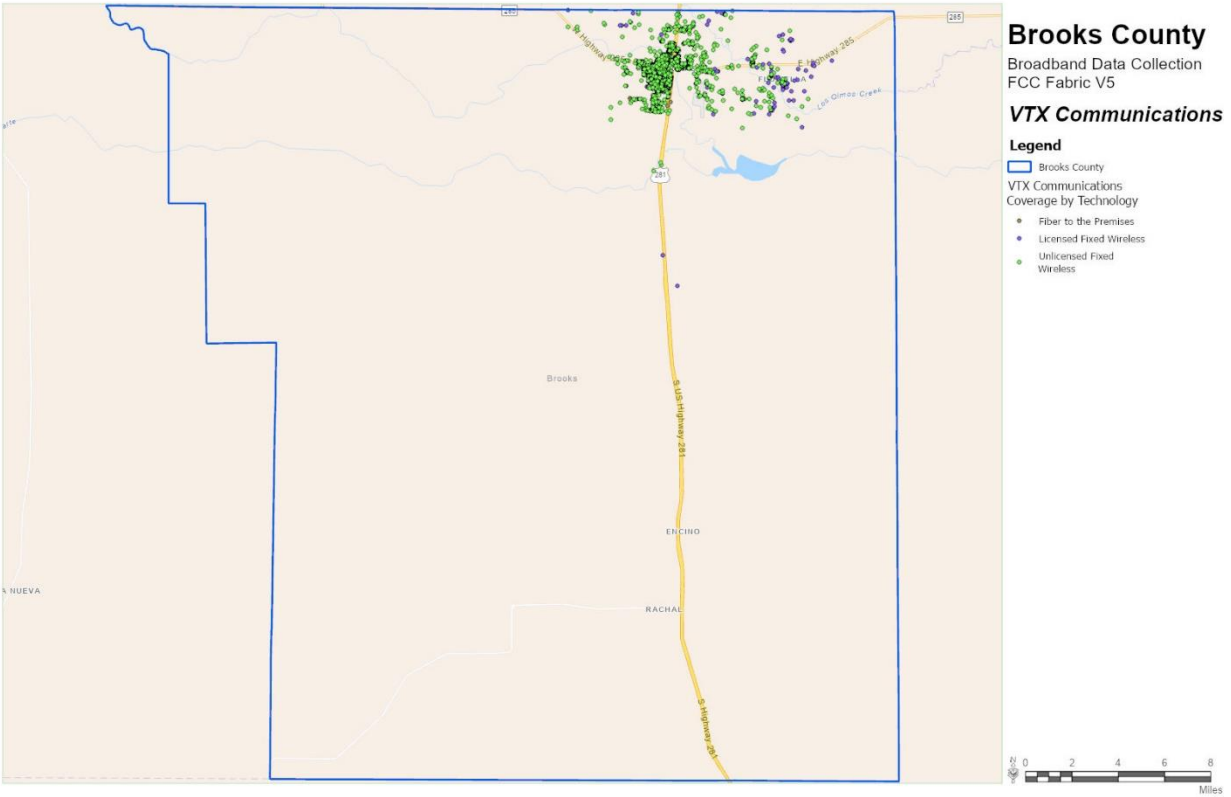 Brooks County
Broadband Data Collection
FCC Fabric V5
VTX Communications
Legend
Brooks County
VTX Communications
Coverage by Technology
Fiber to the Premises
Licensed Fixed Wireless
Unlicensed Fixed
Wireless
285
285
E Highway 285
Los Olmos Creek
281
Brooks
S US Highway 281
ENCINO
RACHAL
A NUEVA
S Highway 281
0 2 4 6 8
Miles